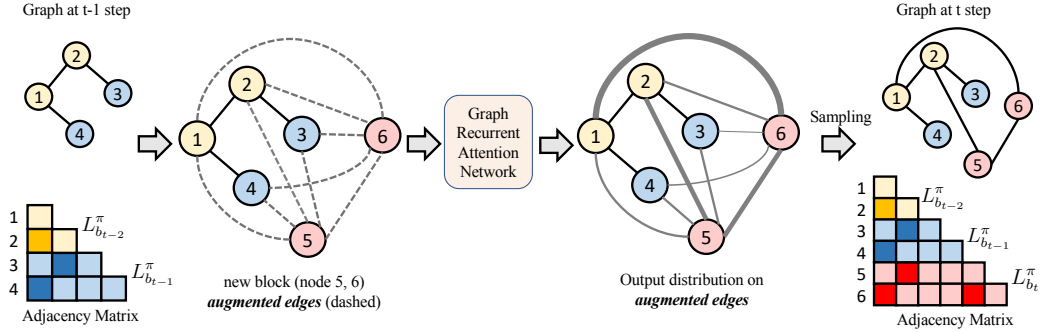 Graph at t-1 step
2
1
3
4
1
2
3
4
L^π_{b_{t-2}}
L^π_{b_{t-1}}
Adjacency Matrix
2
1
3
6
4
5
new block (node 5, 6)
augmented edges (dashed)
Graph
Recurrent
Attention
Network
2
1
3
6
4
5
Output distribution on
augmented edges
Sampling
Graph at t step
2
1
3
6
4
5
1
2
3
4
5
6
L^π_{b_{t-2}}
L^π_{b_{t-1}}
L^π_{b_t}
Adjacency Matrix